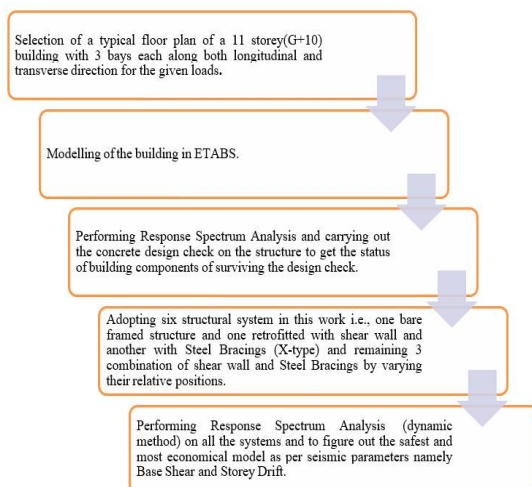 Selection of a typical floor plan of a 11 storey(G+10)
building with 3 bays each along both longitudinal and
transverse direction for the given loads.
Modelling of the building in ETABS.
Performing Response Spectrum Analysis and carrying out
the concrete design check on the structure to get the status
of building components of surviving the design check.
Adopting six structural system in this work i.e., one bare
framed structure and one retrofitted with shear wall and
another with Steel Bracings (X-type) and remaining 3
combination of shear wall and Steel Bracings by varying
their relative positions.
Performing Response Spectrum Analysis (dynamic
method) on all the systems and to figure out the safest and
most economical model as per seismic parameters namely
Base Shear and Storey Drift.